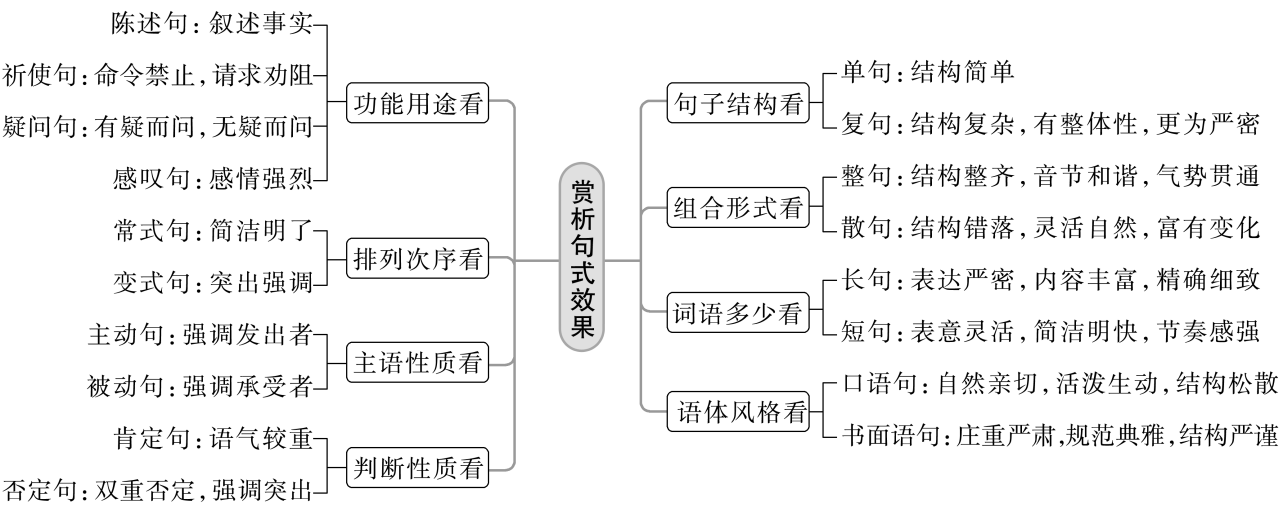 赏析句式效果
功能用途看
陈述句：叙述事实
祈使句：命令禁止，请求劝阻
疑问句：有疑而问，无疑而问
感叹句：感情强烈
排列次序看
常式句：简洁明了
变式句：突出强调
主语性质看
主动句：强调发出者
被动句：强调承受者
判断性质看
肯定句：语气较重
否定句：双重否定，强调突出
句子结构看
单句：结构简单
复句：结构复杂，有整体性，更为严密
组合形式看
整句：结构整齐，音节和谐，气势贯通
散句：结构错落，灵活自然，富有变化
词语多少看
长句：表达严密，内容丰富，精确细致
短句：表意灵活，简洁明快，节奏感强
语体风格看
口语句：自然亲切，活泼生动，结构松散
书面语句：庄重严肃，规范典雅，结构严谨